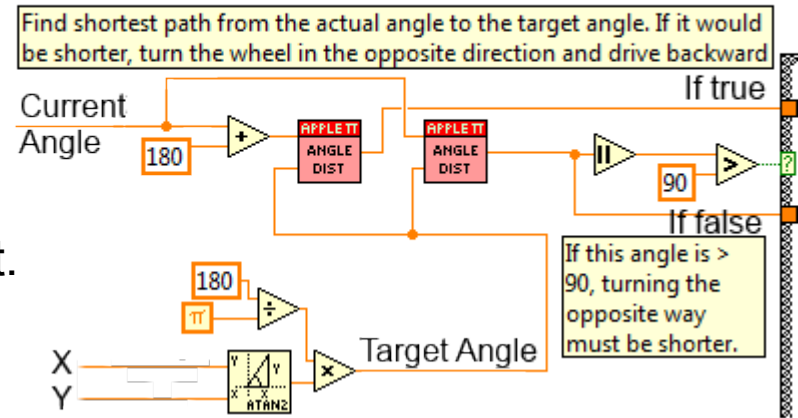 Find shortest path from the actual angle to the target angle. If it would
be shorter, turn the wheel in the opposite direction and drive backward
If true
Current
Angle
180
+
APPLETT
ANGLE
DIST
APPLETT
ANGLE
DIST
||
>
90
?
If false
If this angle is >
90, turning the
opposite way
must be shorter.
t.
180
π
÷
×
Target Angle
X
Y
Y
X X
ATAN2